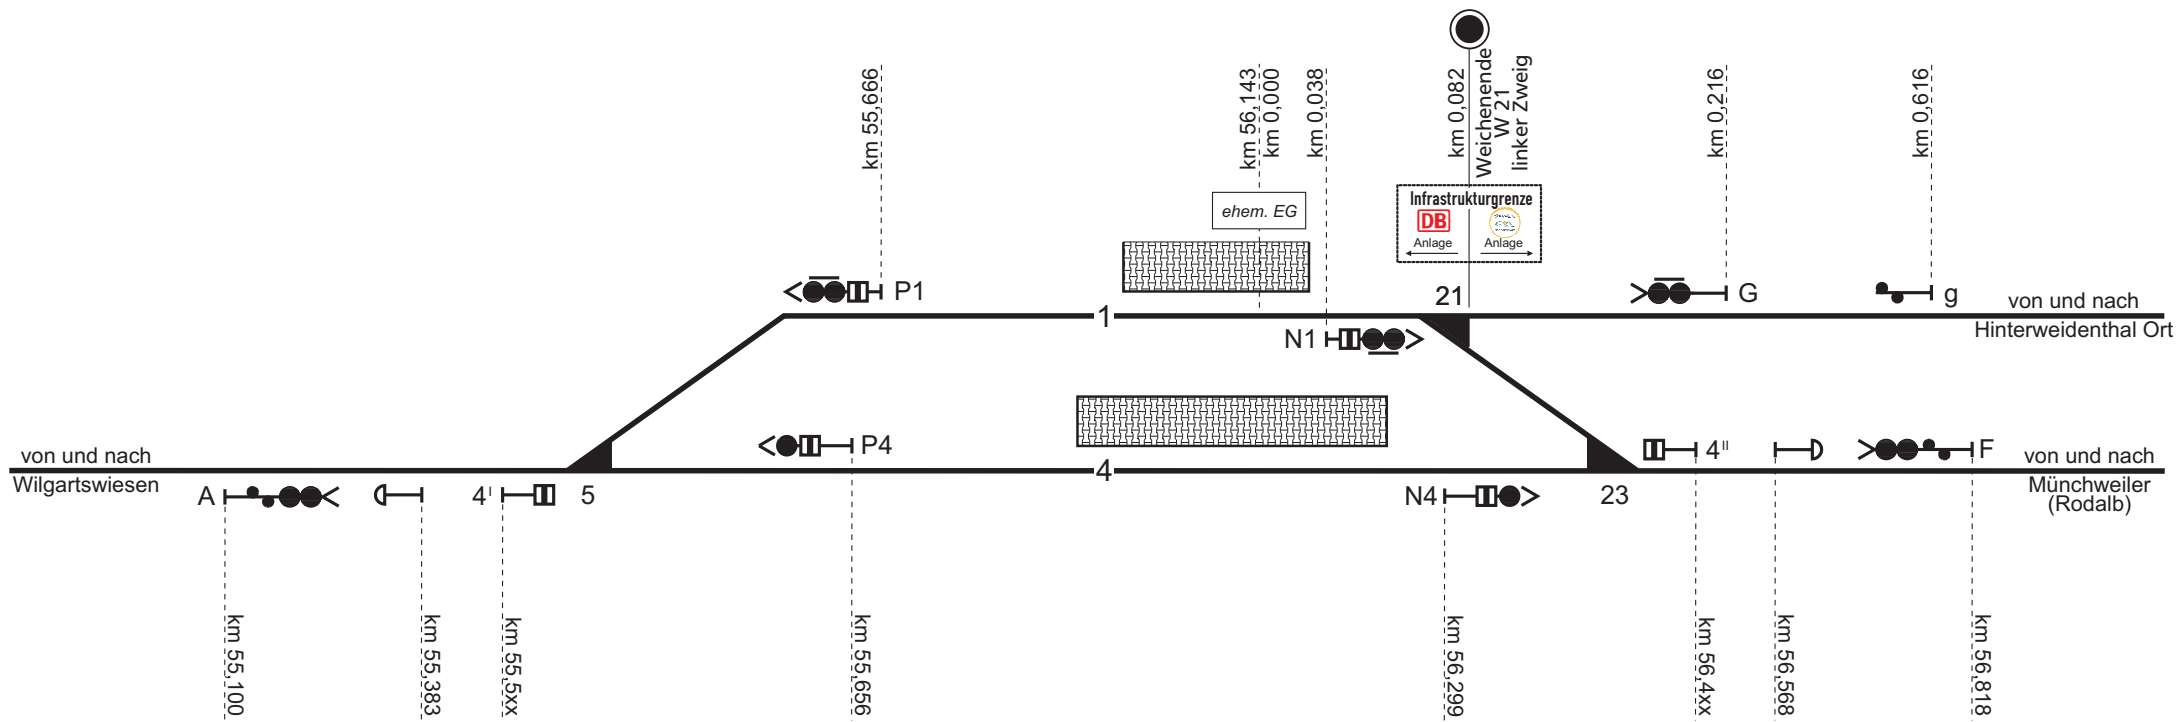 km 55,666
km 56,143
km 0,000
km 0,038
km 0,082
Weichenende
W 21
linker Zweig
km 0,216
km 0,616
ehem. EG
Infrastrukturgrenze
DB
Anlage
Anlage
P1
21
G
g
von und nach
Hinterweidenthal Ort
1
N1
von und nach
Wilgartswiesen
P4
4
4II
F
von und nach
Münchweiler
(Rodalb)
A
4I
5
N4
23
km 55,100
km 55,383
km 55,5xx
km 55,656
km 56,299
km 56,4xx
km 56,568
km 56,818